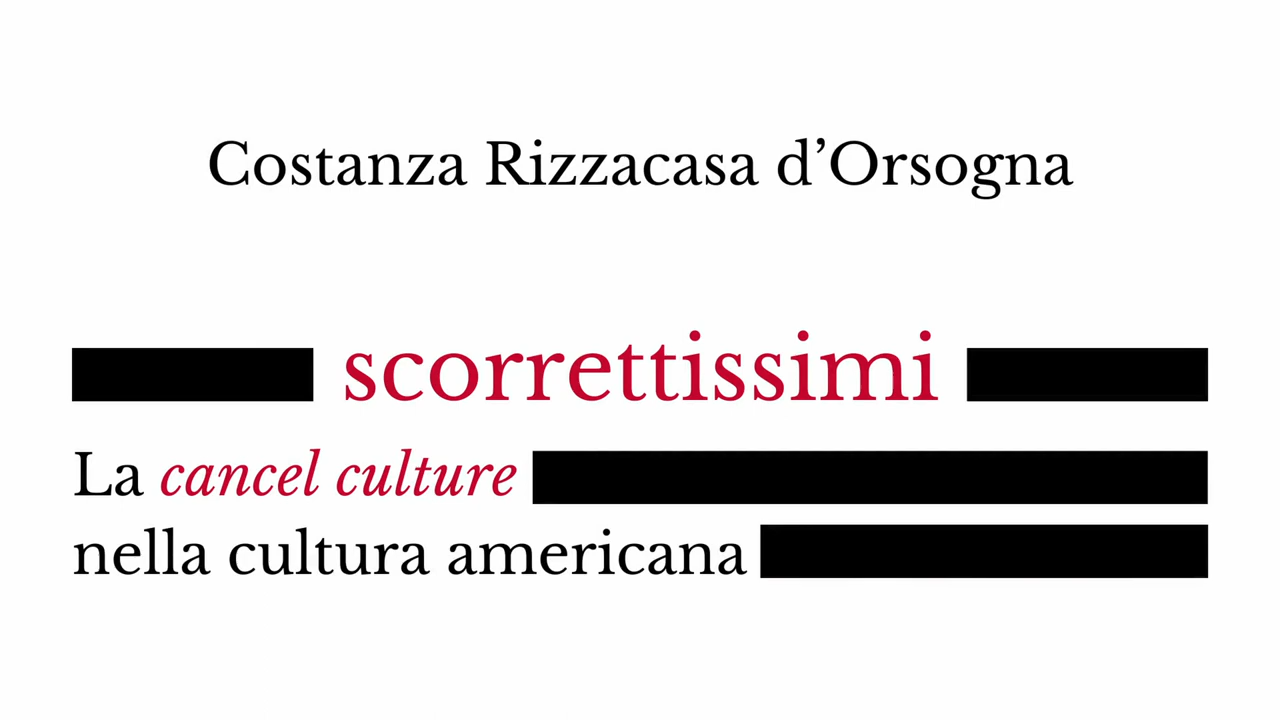 Costanza Rizzacasa d’Orsogna
scorrettissimi
La cancel culture
nella cultura americana